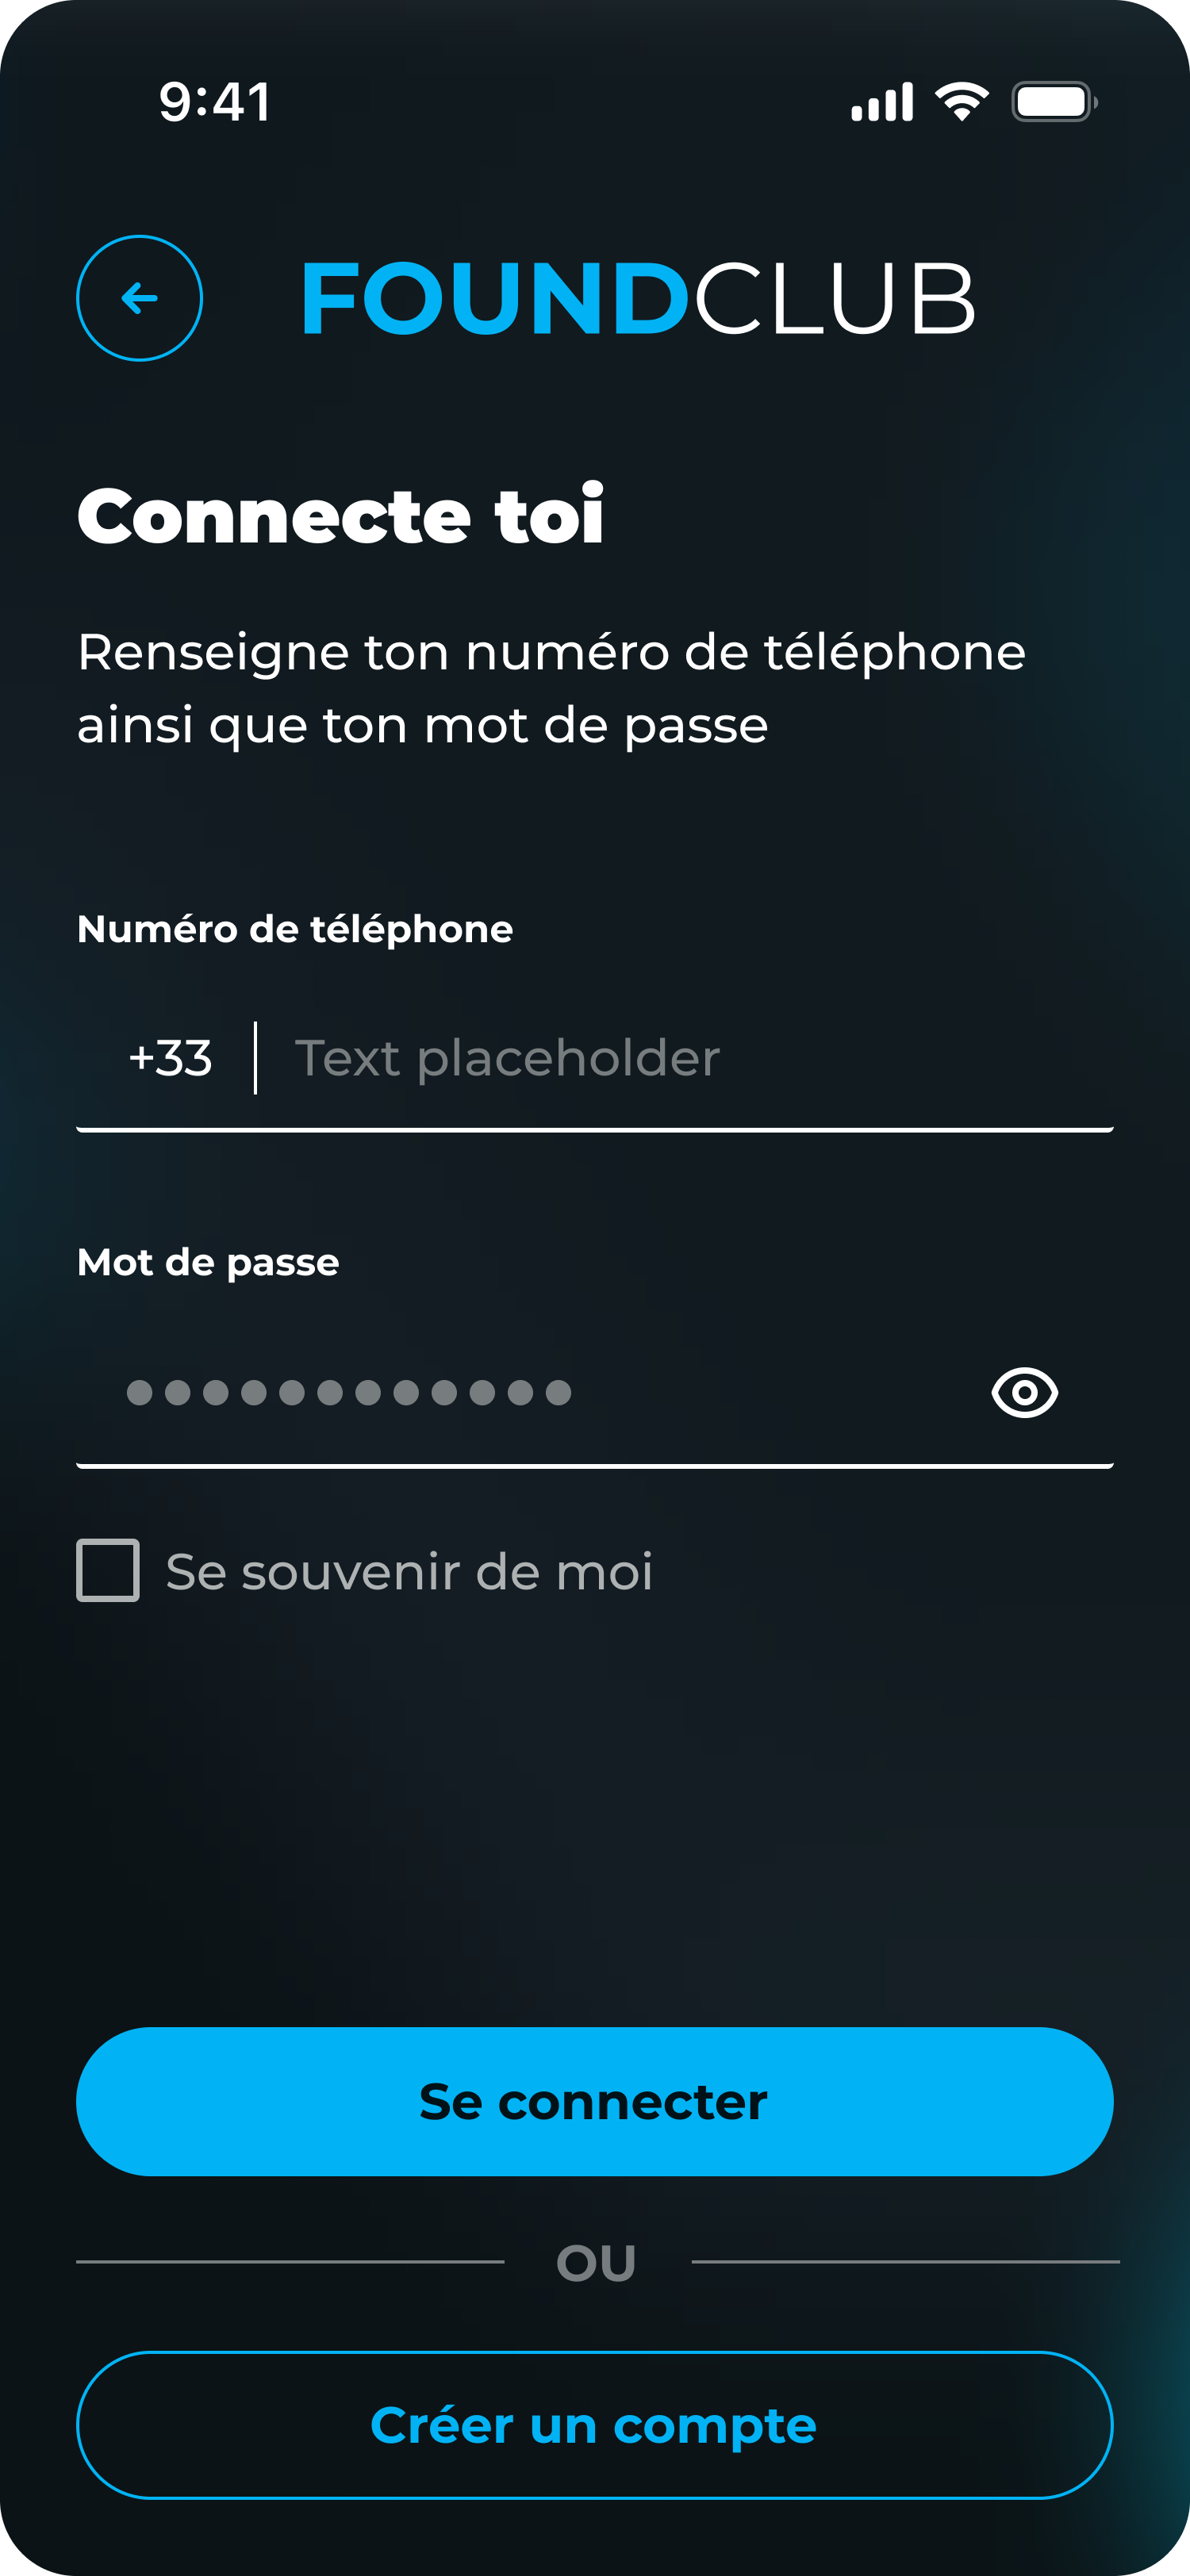 9:41
FOUNDCLUB
Connecte toi
Renseigne ton numéro de téléphone
ainsi que ton mot de passe
Numéro de téléphone
+33 Text placeholder
Mot de passe
Se souvenir de moi
Se connecter
OU
Créer un compte